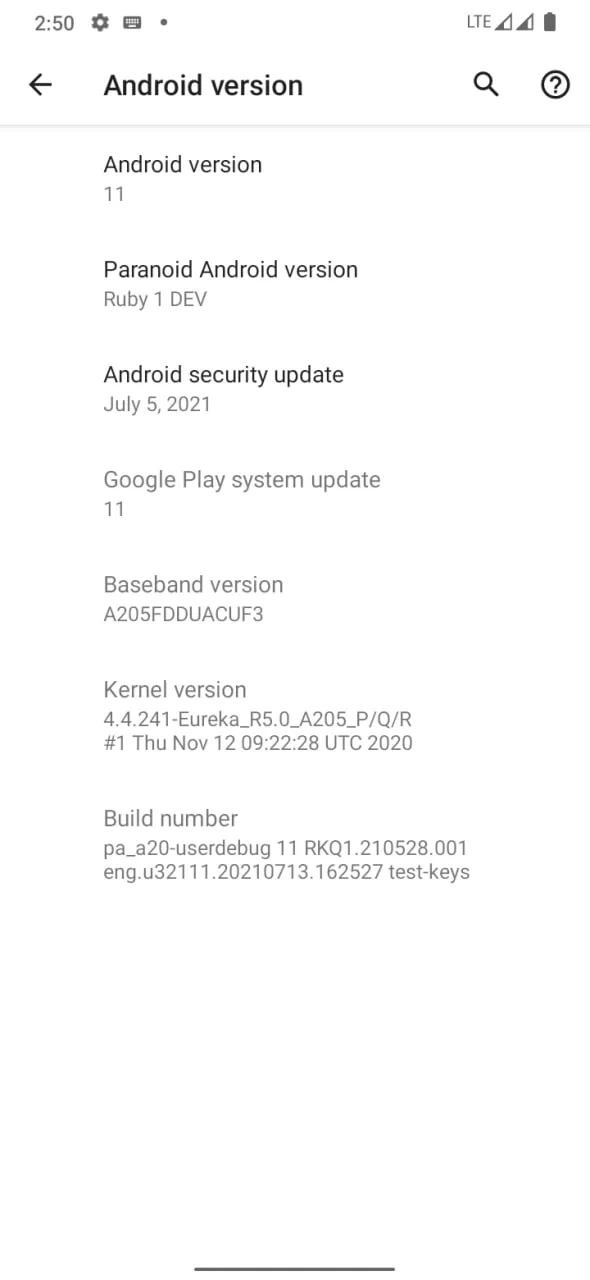 2:50
LTE
Android version
Android version
11
Paranoid Android version
Ruby 1 DEV
Android security update
July 5, 2021
Google Play system update
11
Baseband version
A205FDDUACUF3
Kernel version
4.4.241-Eureka_R5.0_A205_P/Q/R
#1 Thu Nov 12 09:22:28 UTC 2020
Build number
pa_a20-userdebug 11 RKQ1.210528.001
eng.u32111.20210713.162527 test-keys